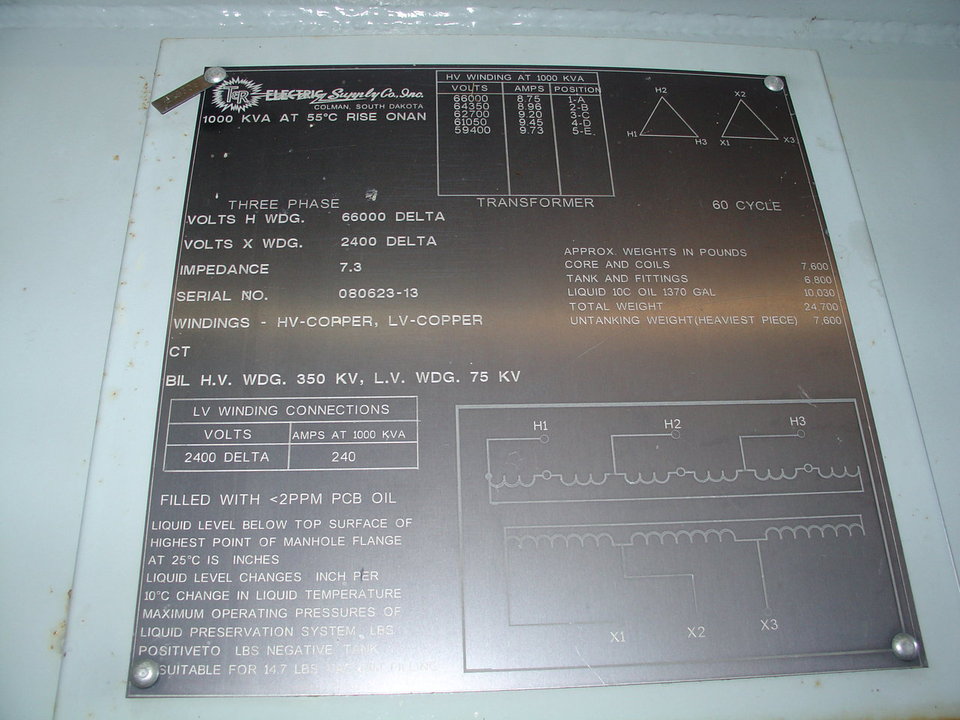 T&R ELECTRIC Supply Co., Inc.
COLMAN, SOUTH DAKOTA
1000 KVA AT 55°C RISE ONAN
HV WINDING AT 1000 KVA
VOLTS AMPS POSITION
66000 8.75 1-A
64350 8.96 2-B
62700 9.20 3-C
61050 9.45 4-D
59400 9.73 5-E
H2
H1 H3
X2
X1 X3
THREE PHASE TRANSFORMER 60 CYCLE
VOLTS H WDG. 66000 DELTA
VOLTS X WDG. 2400 DELTA
IMPEDANCE 7.3
SERIAL NO. 080623-13
WINDINGS - HV-COPPER, LV-COPPER
CT
BIL H.V. WDG. 350 KV, L.V. WDG. 75 KV
APPROX. WEIGHTS IN POUNDS
CORE AND COILS 7,600
TANK AND FITTINGS 6,800
LIQUID 10C OIL 1370 GAL 10,030
TOTAL WEIGHT 24,700
UNTANKING WEIGHT(HEAVIEST PIECE) 7,600
LV WINDING CONNECTIONS
VOLTS AMPS AT 1000 KVA
2400 DELTA 240
FILLED WITH <2PPM PCB OIL
LIQUID LEVEL BELOW TOP SURFACE OF
HIGHEST POINT OF MANHOLE FLANGE
AT 25°C IS INCHES
LIQUID LEVEL CHANGES INCH PER
10°C CHANGE IN LIQUID TEMPERATURE
MAXIMUM OPERATING PRESSURES OF
LIQUID PRESERVATION SYSTEM LBS
POSITIVETO LBS NEGATIVE TANK
SUITABLE FOR 14.7 LBS
H1 H2 H3
X1 X2 X3